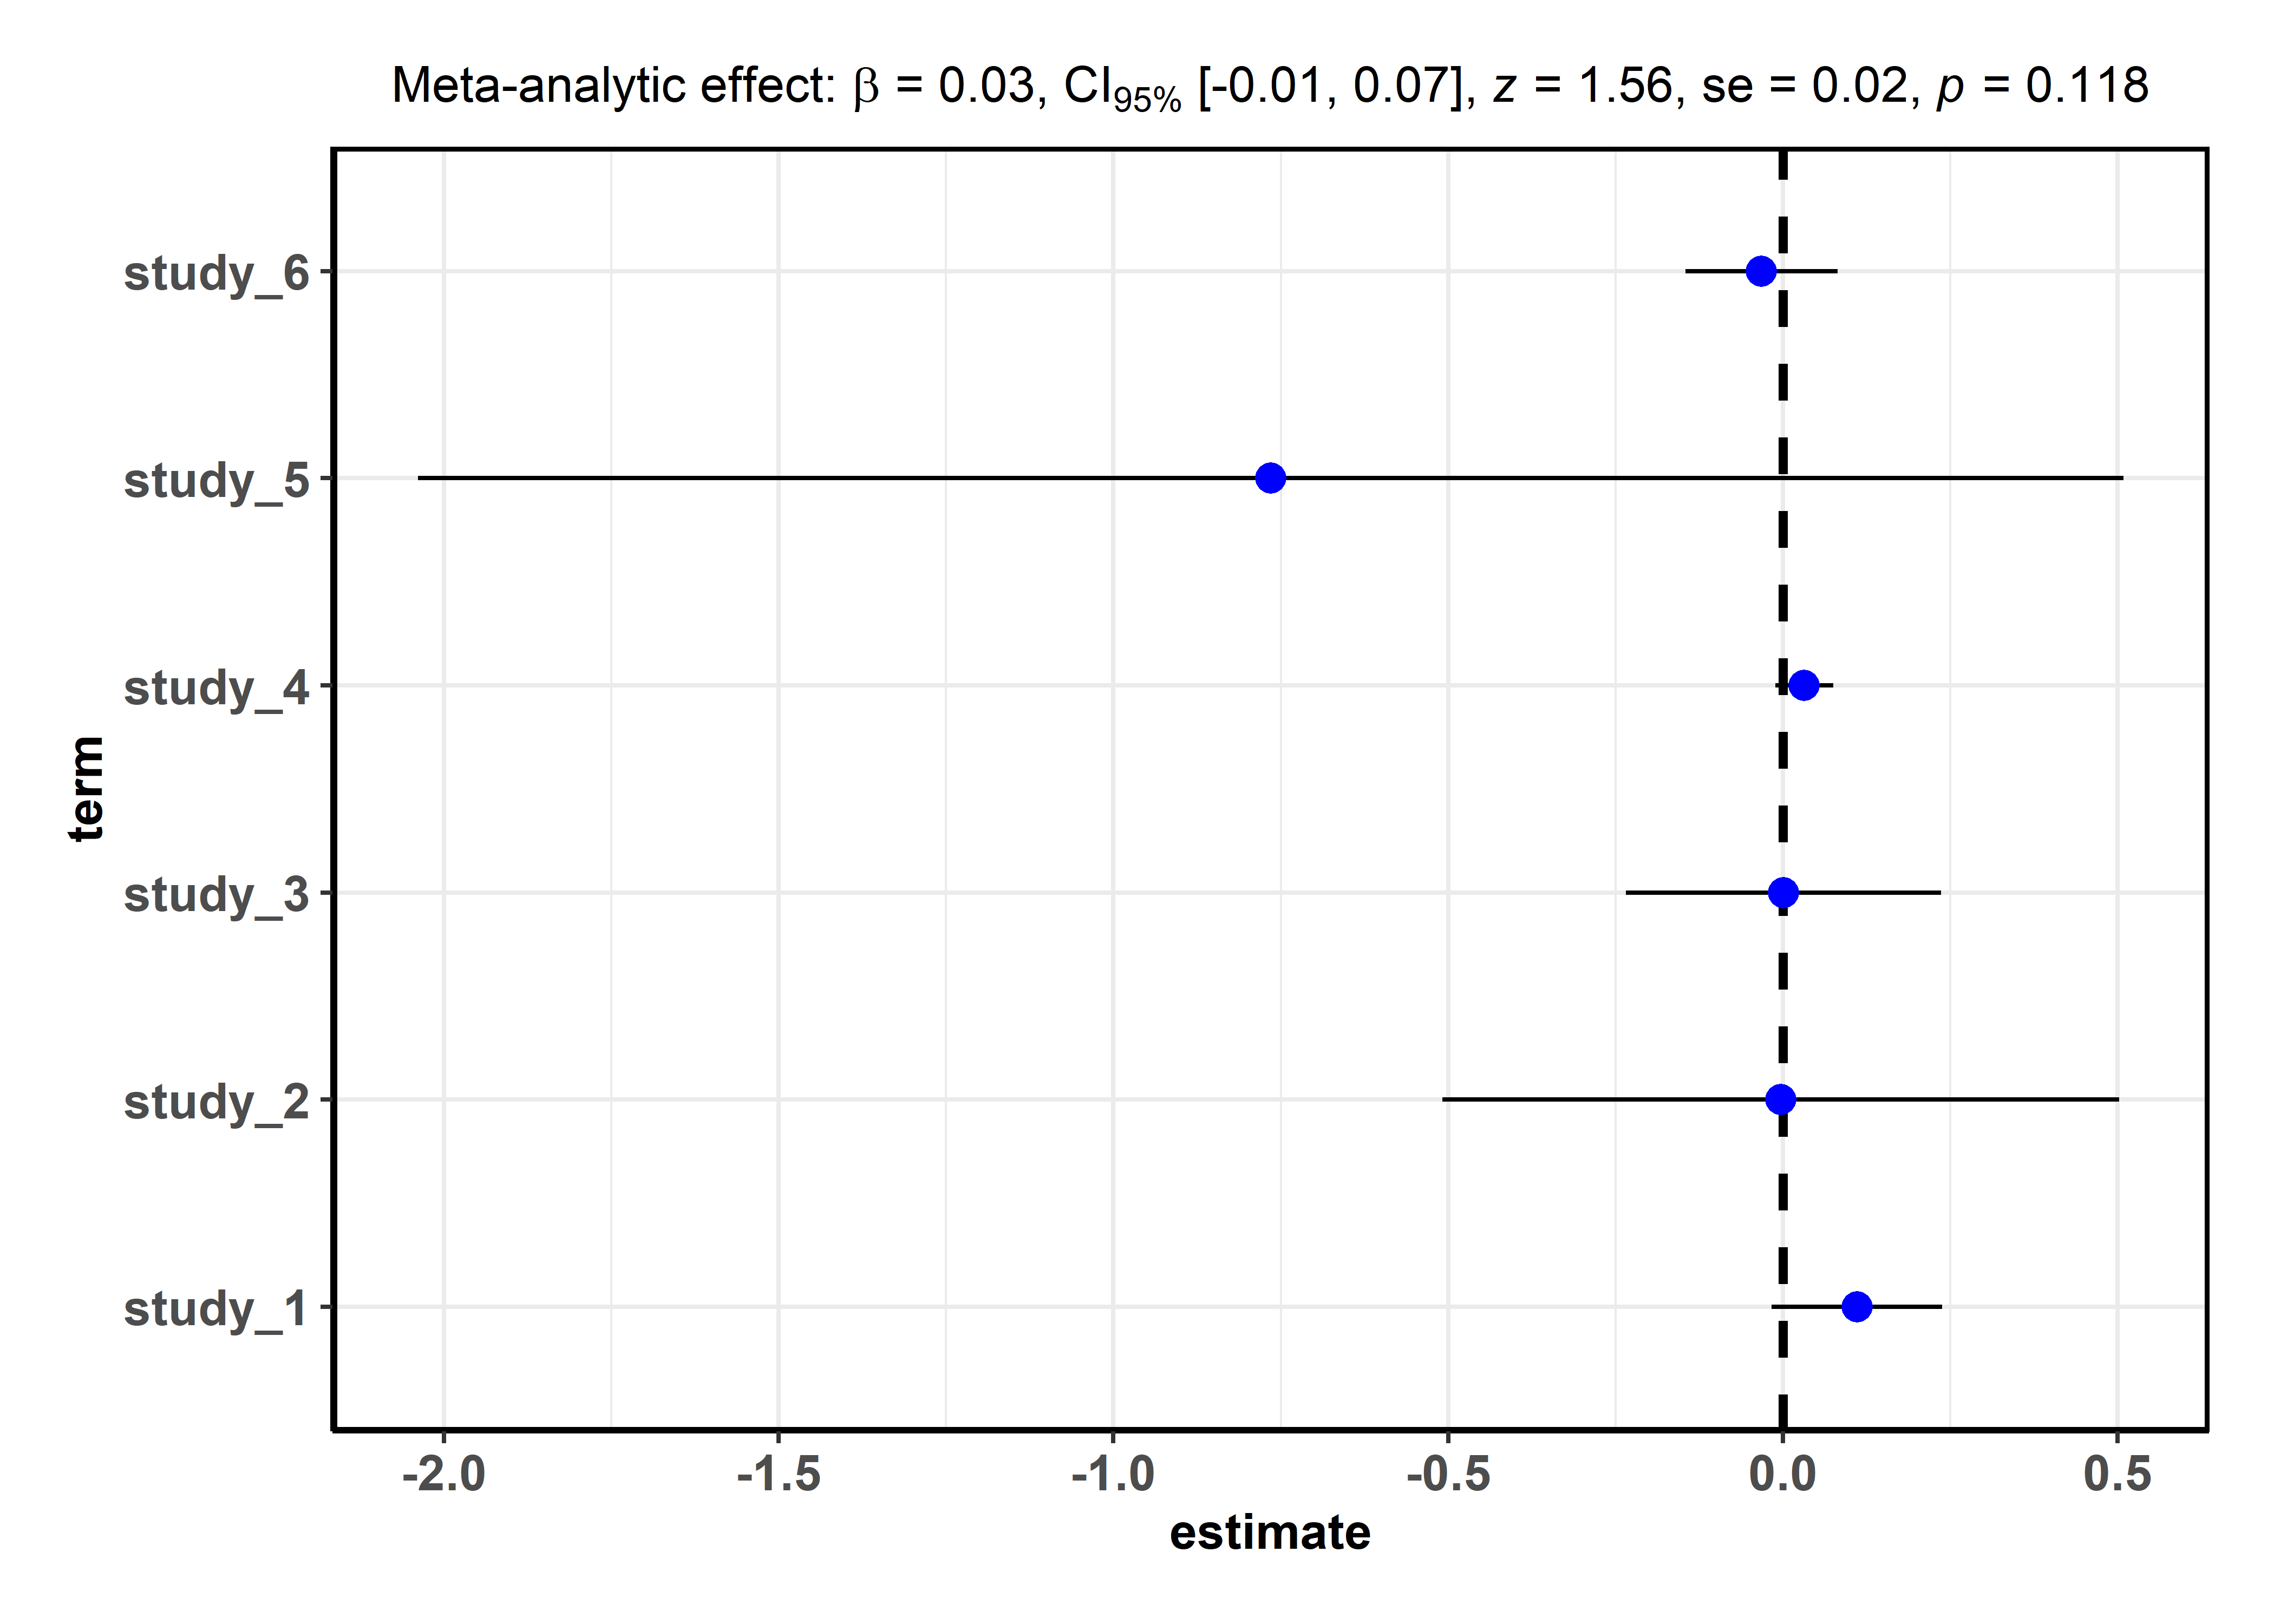 Meta-analytic effect: β = 0.03, CI95% [-0.01, 0.07], z = 1.56, se = 0.02, p = 0.118
study_6
study_5
study_4
study_3
study_2
study_1
term
-2.0 -1.5 -1.0 -0.5 0.0 0.5
estimate